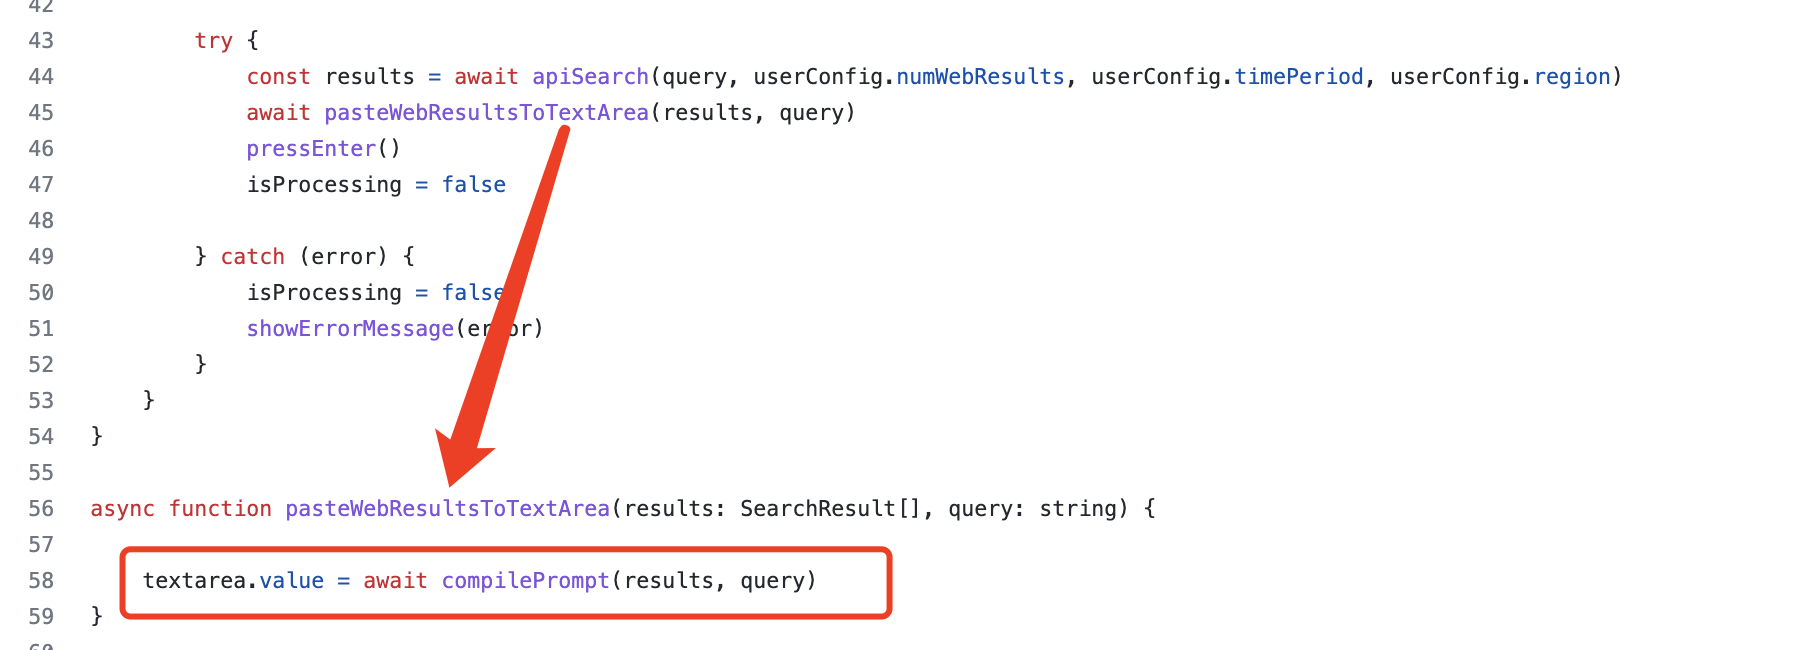 42
43 try {
44 const results = await apiSearch(query, userConfig.numWebResults, userConfig.timePeriod, userConfig.region)
45 await pasteWebResultsToTextArea(results, query)
46 pressEnter()
47 isProcessing = false
48
49 } catch (error) {
50 isProcessing = false
51 showErrorMessage(error)
52 }
53 }
54 }
55
56 async function pasteWebResultsToTextArea(results: SearchResult[], query: string) {
57
58 textarea.value = await compilePrompt(results, query)
59 }
60